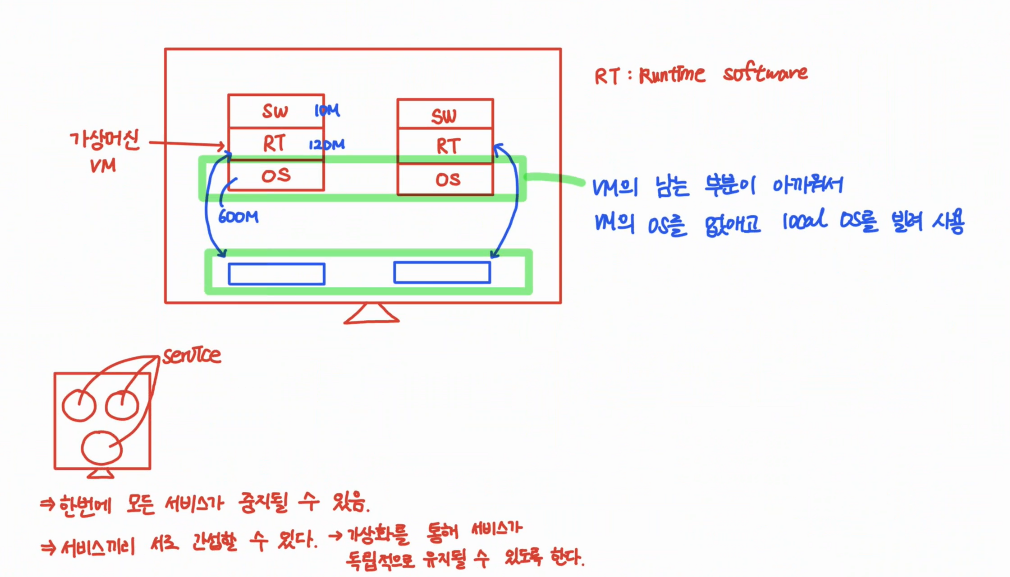 RT : Runtime software
SW 10M
RT 120M
OS
600M
SW
RT
OS
가상머신
VM
VM의 남는 부분이 아까워서
VM의 OS를 없애고 local OS를 빌려 사용
service
⇒ 한번에 모든 서비스가 중지될 수 있음.
⇒ 서비스끼리 서로 간섭할 수 있다. → 가상화를 통해 서비스가
독립적으로 유지될 수 있도록 한다.